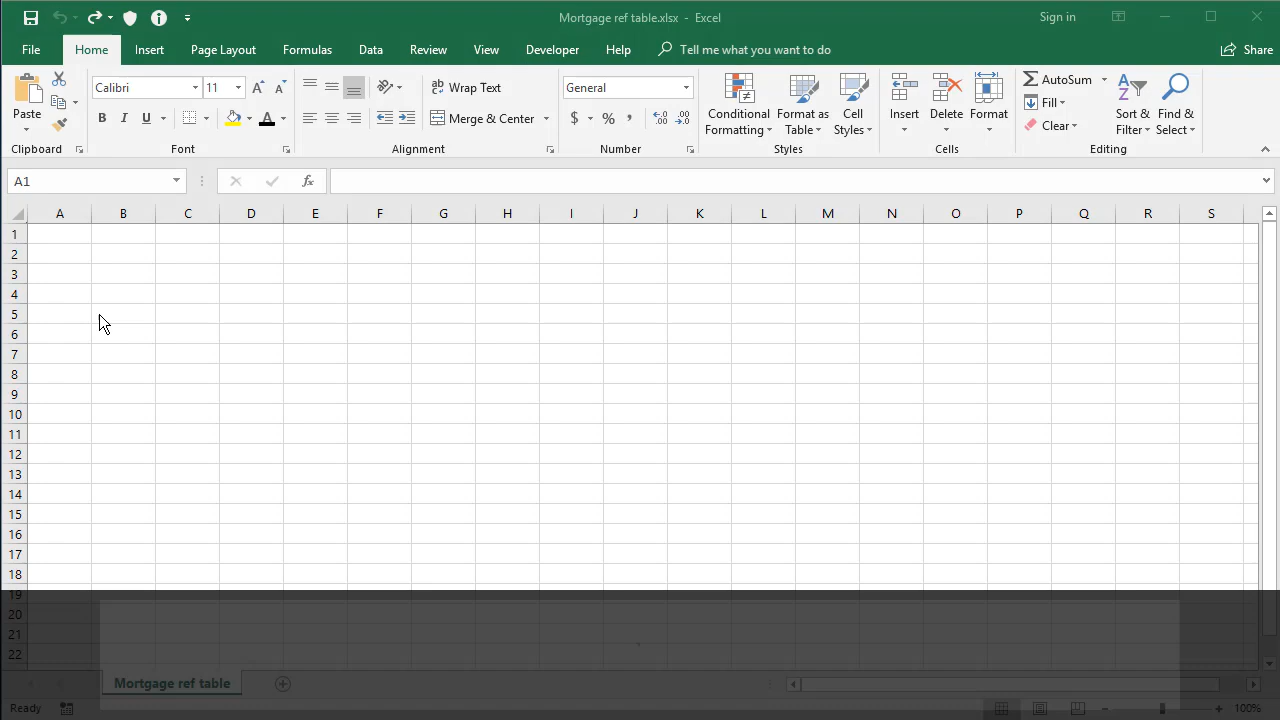 Mortgage ref table.xlsx - Excel
Sign in
File Home Insert Page Layout Formulas Data Review View Developer Help Tell me what you want to do Share
Calibri 11
Wrap Text
General
AutoSum
Paste
B I U A
Merge & Center
$ % ,
Conditional Formatting
Format as Table
Cell Styles
Insert Delete Format
Fill
Clear
Sort & Filter
Find & Select
Clipboard Font Alignment Number Styles Cells Editing
A1
fx
A B C D E F G H I J K L M N O P Q R S
1
2
3
4
5
6
7
8
9
10
11
12
13
14
15
16
17
18
19
20
21
22
Mortgage ref table
Ready
100%